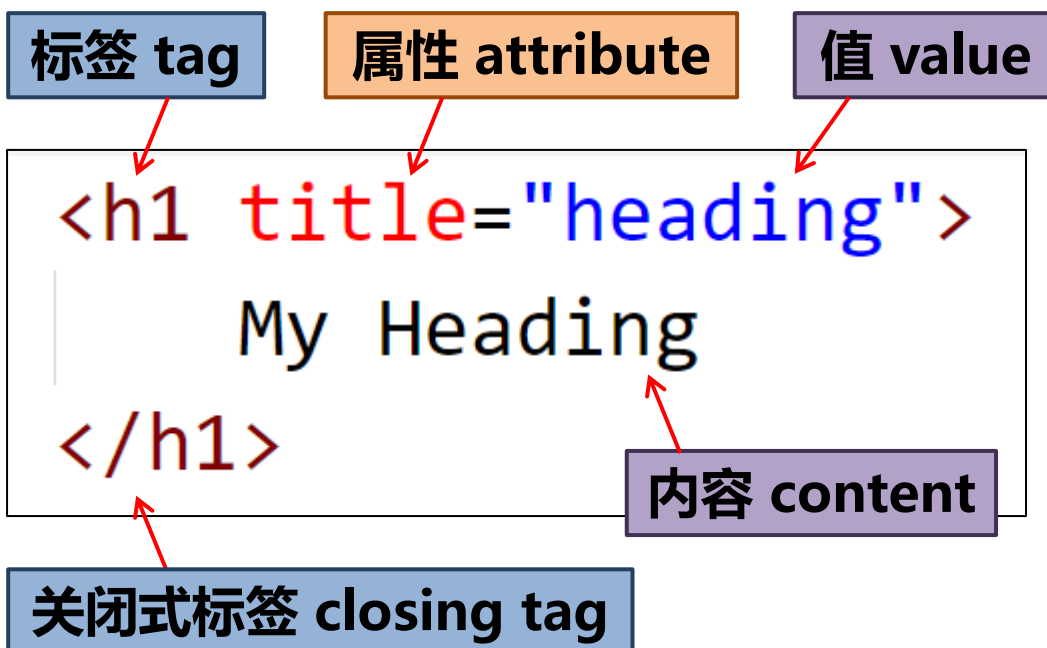 标签 tag
属性 attribute
值 value
<h1 title="heading">
My Heading
</h1>
内容 content
关闭式标签 closing tag